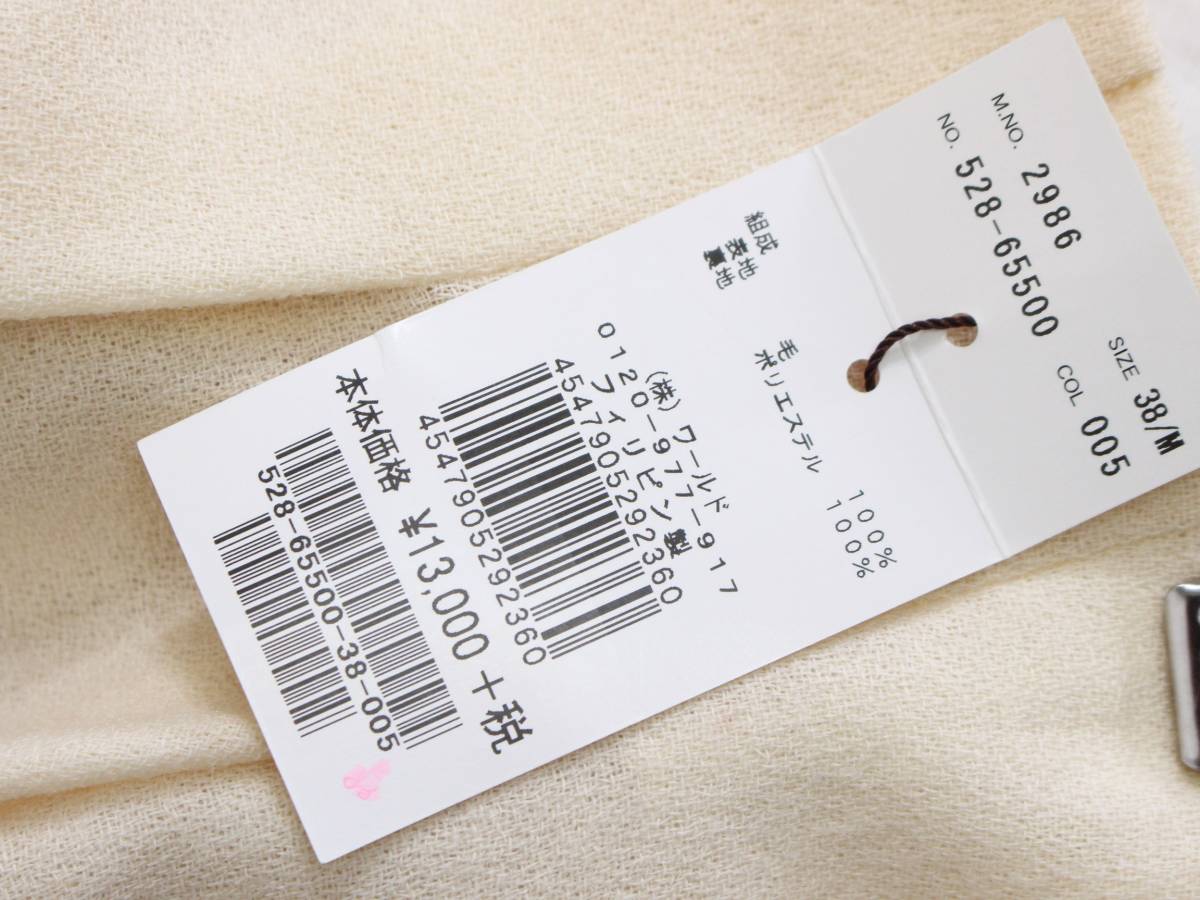 M.NO. 2986 SIZE 38/M
NO. 528-65500 COL 005
組成
表地 毛 100%
裏地 ポリエステル 100%
(株)ワールド
0120-977-917
フィリピン製
4547905292360
4547905292360
本体価格 ¥13,000+税
528-65500-38-005